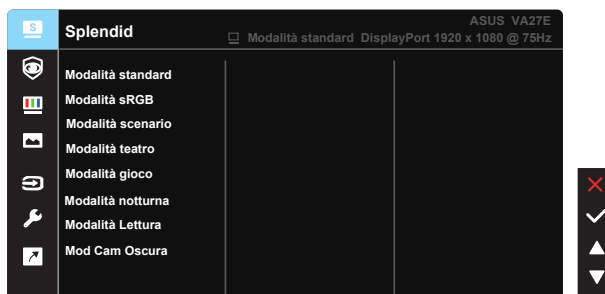 S
Splendid
ASUS VA27E
Modalità standard DisplayPort 1920 x 1080 @ 75Hz
Modalità standard
Modalità sRGB
Modalità scenario
Modalità teatro
Modalità gioco
Modalità notturna
Modalità Lettura
Mod Cam Oscura